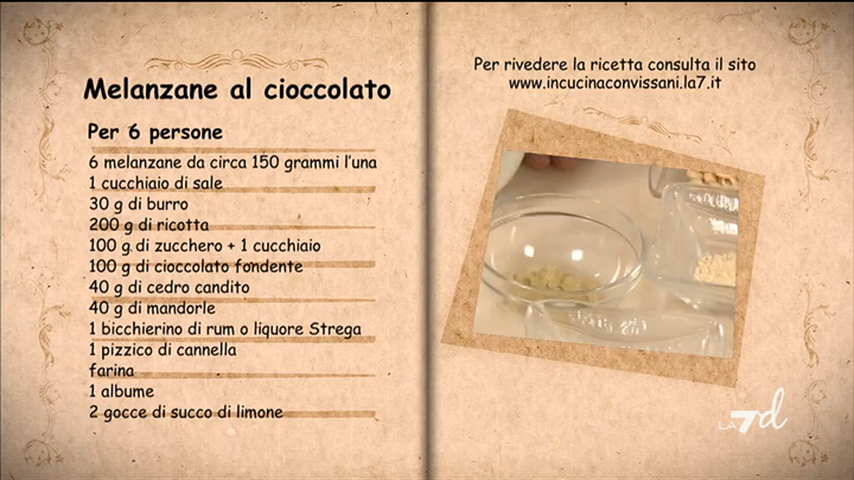 Melanzane al cioccolato
Per 6 persone
6 melanzane da circa 150 grammi l'una
1 cucchiaio di sale
30 g di burro
200 g di ricotta
100 g di zucchero + 1 cucchiaio
100 g di cioccolato fondente
40 g di cedro candito
40 g di mandorle
1 bicchierino di rum o liquore Strega
1 pizzico di cannella
farina
1 albume
2 gocce di succo di limone
Per rivedere la ricetta consulta il sito
www.incucinaconvissani.la7.it
LA7d